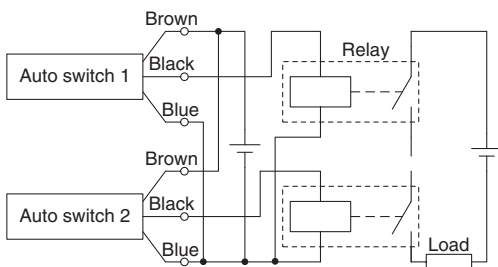 Brown
Relay
Auto switch 1
Black
Blue
Brown
Auto switch 2
Black
Blue
Load